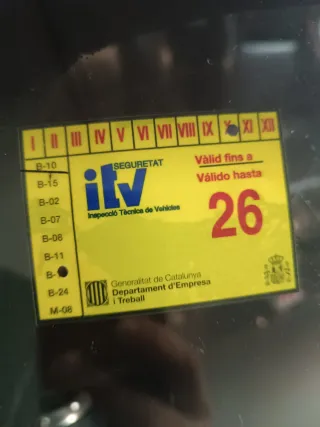 I II III IV V VI VII VIII IX X XI XII
B-10
B-15
B-02
B-07
B-06
B-11
B-24
M-08
SEGURETAT
itv
Inspecció Tècnica de Vehicles
Vàlid fins a
Válido hasta
26
Generalitat de Catalunya
Departament d'Empresa
i Treball